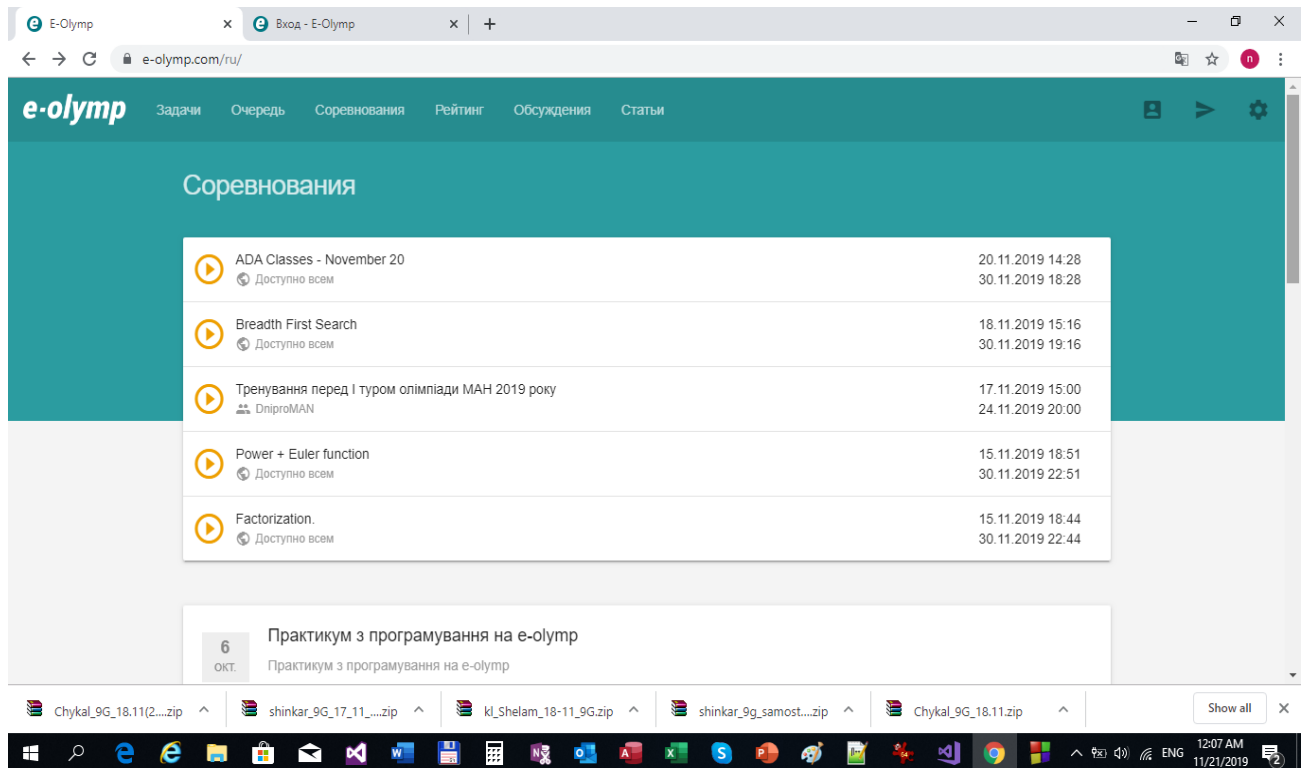 E-Olymp
Вход - E-Olymp
e-olymp.com/ru/
n
e-olymp Задачи Очередь Соревнования Рейтинг Обсуждения Статьи
Соревнования
ADA Classes - November 20 20.11.2019 14:28
Доступно всем 30.11.2019 18:28
Breadth First Search 18.11.2019 15:16
Доступно всем 30.11.2019 19:16
Тренування перед I туром олімпіади МАН 2019 року 17.11.2019 15:00
DniproMAN 24.11.2019 20:00
Power + Euler function 15.11.2019 18:51
Доступно всем 30.11.2019 22:51
Factorization. 15.11.2019 18:44
Доступно всем 30.11.2019 22:44
6 Практикум з програмування на e-olymp
ОКТ. Практикум з програмування на e-olymp
Chykal_9G_18.11(2....zip shinkar_9G_17_11_....zip kl_Shelam_18-11_9G.zip shinkar_9g_samost....zip Chykal_9G_18.11.zip Show all
ENG 12:07 AM
11/21/2019 2